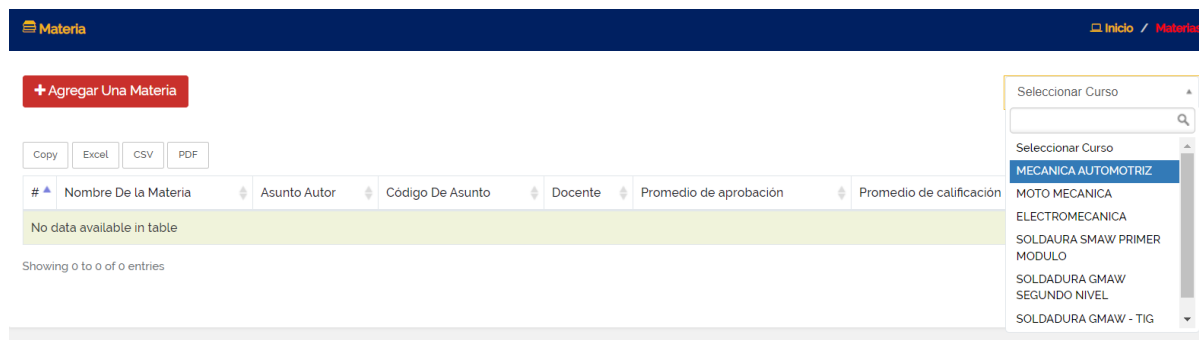 Materia
Inicio / Materias
Agregar Una Materia
Seleccionar Curso
Copy Excel CSV PDF
# Nombre De la Materia Asunto Autor Código De Asunto Docente Promedio de aprobación Promedio de calificación
No data available in table
Showing 0 to 0 of 0 entries
Seleccionar Curso
MECANICA AUTOMOTRIZ
MOTO MECANICA
ELECTROMECANICA
SOLDAURA SMAW PRIMER
MODULO
SOLDADURA GMAW
SEGUNDO NIVEL
SOLDADURA GMAW - TIG